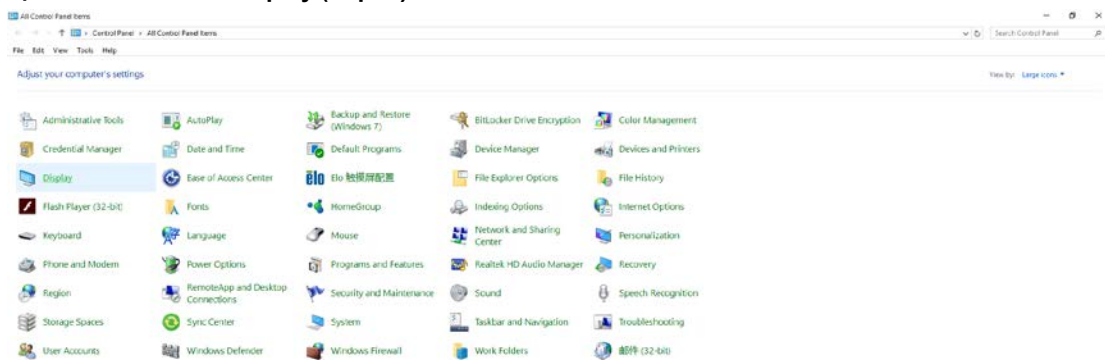 All Control Panel Items
Control Panel › All Control Panel Items
Search Control Panel
File Edit View Tools Help
Adjust your computer's settings
View by: Large icons
Administrative Tools
AutoPlay
Backup and Restore
(Windows 7)
BitLocker Drive Encryption
Color Management
Credential Manager
Date and Time
Default Programs
Device Manager
Devices and Printers
Display
Ease of Access Center
elo Elo 触摸屏配置
File Explorer Options
File History
Flash Player (32-bit)
Fonts
HomeGroup
Indexing Options
Internet Options
Keyboard
Language
Mouse
Network and Sharing
Center
Personalization
Phone and Modem
Power Options
Programs and Features
Realtek HD Audio Manager
Recovery
Region
RemoteApp and Desktop
Connections
Security and Maintenance
Sound
Speech Recognition
Storage Spaces
Sync Center
System
Taskbar and Navigation
Troubleshooting
User Accounts
Windows Defender
Windows Firewall
Work Folders
邮件 (32-bit)